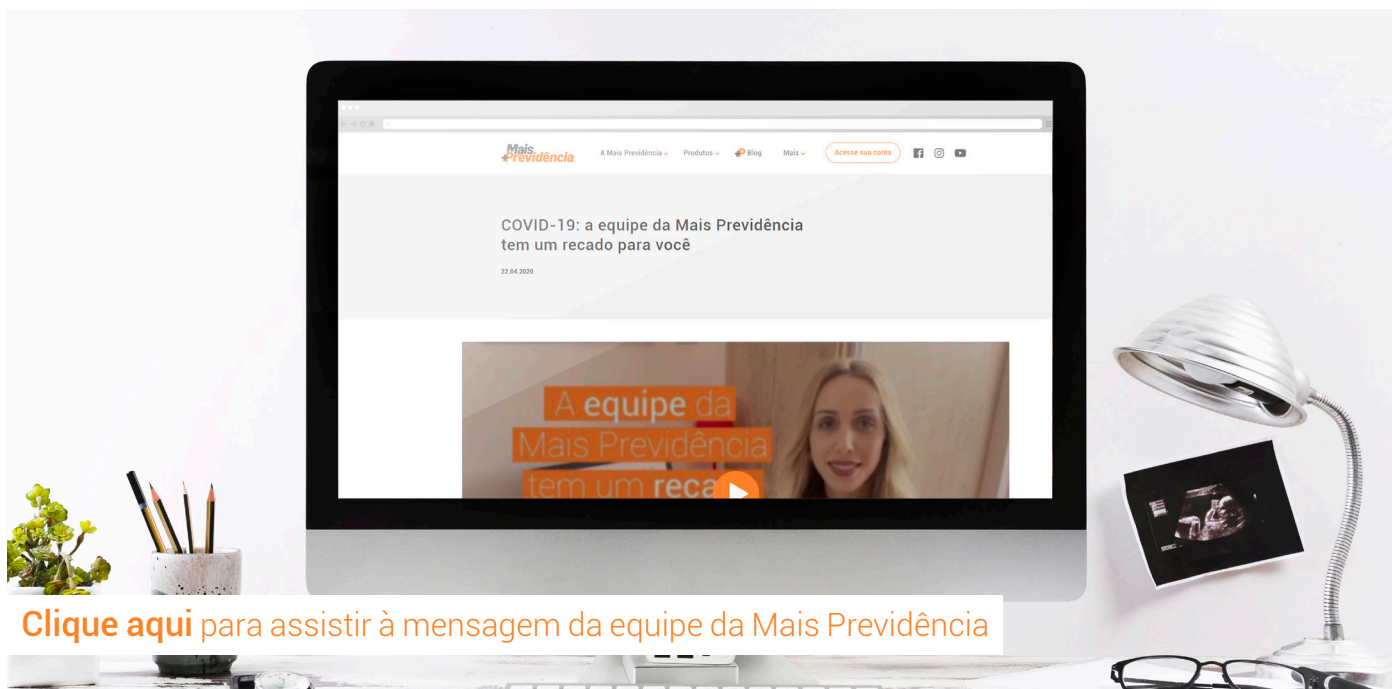 Mais
Previdência
A Mais Previdência
Produtos
Blog
Mais
Acesse sua conta
COVID-19: a equipe da Mais Previdência
tem um recado para você
22.04.2020
A equipe da
Mais Previdência
tem um reca
Clique aqui para assistir à mensagem da equipe da Mais Previdência